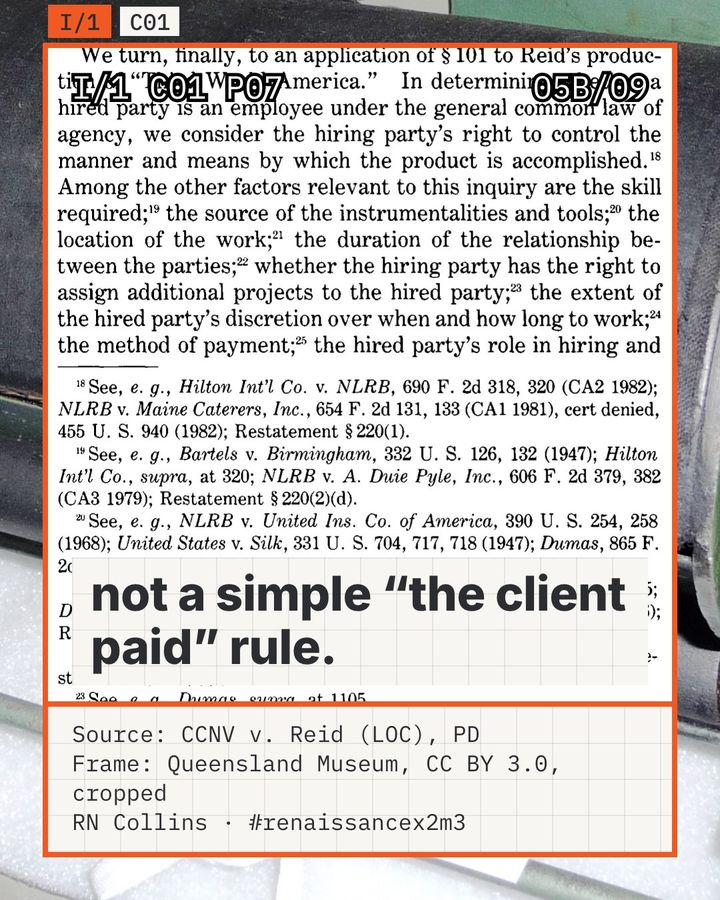 I/1 C01
We turn, finally, to an application of § 101 to Reid's produc-
America." In determining a
I/1 C01 P07 05B/09
hired party is an employee under the general common law of
agency, we consider the hiring party's right to control the
manner and means by which the product is accomplished.¹⁸
Among the other factors relevant to this inquiry are the skill
required;¹⁹ the source of the instrumentalities and tools;²⁰ the
location of the work;²¹ the duration of the relationship be-
tween the parties;²² whether the hiring party has the right to
assign additional projects to the hired party;²³ the extent of
the hired party's discretion over when and how long to work;²⁴
the method of payment;²⁵ the hired party's role in hiring and
¹⁸ See, e. g., Hilton Int'l Co. v. NLRB, 690 F. 2d 318, 320 (CA2 1982);
NLRB v. Maine Caterers, Inc., 654 F. 2d 131, 133 (CA1 1981), cert denied,
455 U. S. 940 (1982); Restatement § 220(1).
¹⁹ See, e. g., Bartels v. Birmingham, 332 U. S. 126, 132 (1947); Hilton
Int'l Co., supra, at 320; NLRB v. A. Duie Pyle, Inc., 606 F. 2d 379, 382
(CA3 1979); Restatement § 220(2)(d).
²⁰ See, e. g., NLRB v. United Ins. Co. of America, 390 U. S. 254, 258
(1968); United States v. Silk, 331 U. S. 704, 717, 718 (1947); Dumas, 865 F.
not a simple “the client
paid” rule.
²³ See, e. g., Dumas, supra, at 1105.
Source: CCNV v. Reid (LOC), PD
Frame: Queensland Museum, CC BY 3.0,
cropped
RN Collins · #renaissancex2m3